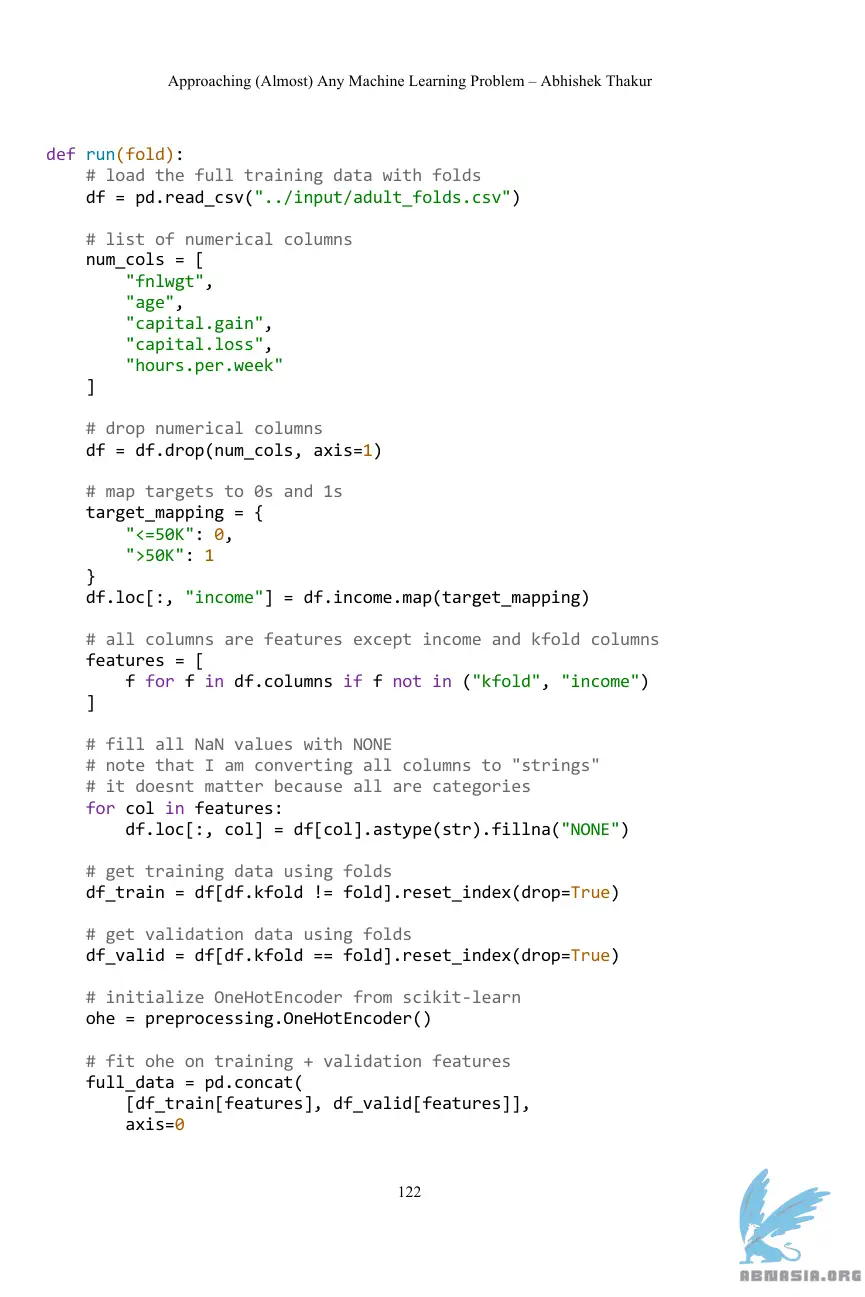 Approaching (Almost) Any Machine Learning Problem – Abhishek Thakur
def run(fold):
    # load the full training data with folds
    df = pd.read_csv("../input/adult_folds.csv")
    # list of numerical columns
    num_cols = [
        "fnlwgt",
        "age",
        "capital.gain",
        "capital.loss",
        "hours.per.week"
    ]
    # drop numerical columns
    df = df.drop(num_cols, axis=1)
    # map targets to 0s and 1s
    target_mapping = {
        "<=50K": 0,
        ">50K": 1
    }
    df.loc[:, "income"] = df.income.map(target_mapping)
    # all columns are features except income and kfold columns
    features = [
        f for f in df.columns if f not in ("kfold", "income")
    ]
    # fill all NaN values with NONE
    # note that I am converting all columns to "strings"
    # it doesnt matter because all are categories
    for col in features:
        df.loc[:, col] = df[col].astype(str).fillna("NONE")
    # get training data using folds
    df_train = df[df.kfold != fold].reset_index(drop=True)
    # get validation data using folds
    df_valid = df[df.kfold == fold].reset_index(drop=True)
    # initialize OneHotEncoder from scikit-learn
    ohe = preprocessing.OneHotEncoder()
    # fit ohe on training + validation features
    full_data = pd.concat(
        [df_train[features], df_valid[features]],
        axis=0
122
ABNASIA.ORG